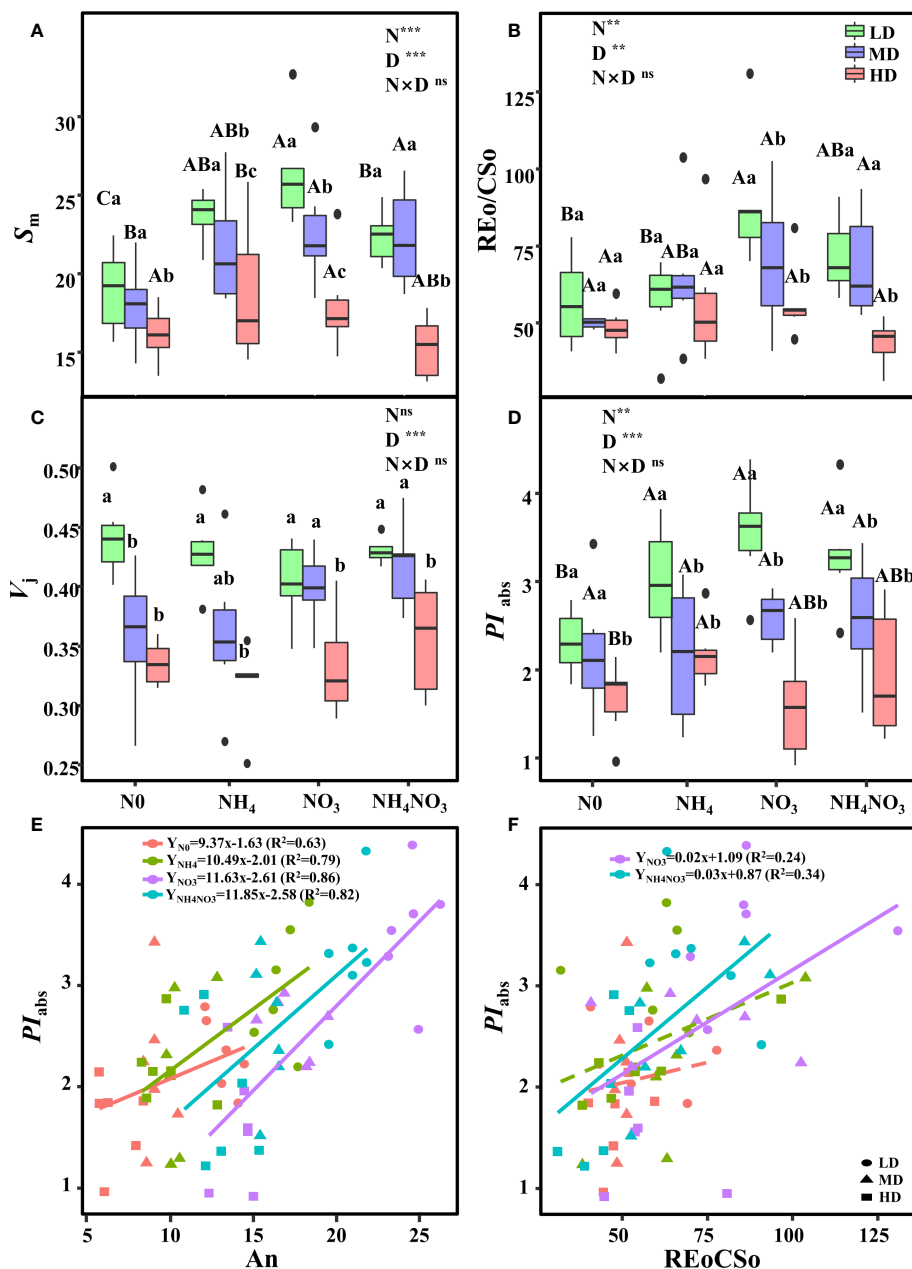 A
N***
D ***
N×D ns
30
25
20
15
Sm
Ca
Ba
Ab
ABa
ABb
Bc
Aa
Ab
Ac
Ba
Aa
ABb
B
N**
D **
N×D ns
LD
MD
HD
125
100
75
50
REo/CSo
Ba
Aa
Aa
Ba
ABa
Aa
Aa
Ab
Ab
ABa
Aa
Ab
C
Nns
D ***
N×D ns
0.50
0.45
0.40
0.35
0.30
0.25
Vj
a
b
b
a
ab
b
a
a
b
a
a
b
N0
NH4
NO3
NH4NO3
D
N**
D ***
N×D ns
4
3
2
1
PIabs
Ba
Aa
Bb
Aa
Ab
Ab
Aa
Ab
ABb
Aa
Ab
ABb
N0
NH4
NO3
NH4NO3
E
YN0=9.37x-1.63 (R2=0.63)
YNH4=10.49x-2.01 (R2=0.79)
YNO3=11.63x-2.61 (R2=0.86)
YNH4NO3=11.85x-2.58 (R2=0.82)
4
3
2
1
PIabs
5
10
15
20
25
An
F
YNO3=0.02x+1.09 (R2=0.24)
YNH4NO3=0.03x+0.87 (R2=0.34)
4
3
2
1
PIabs
LD
MD
HD
50
75
100
125
REoCSo